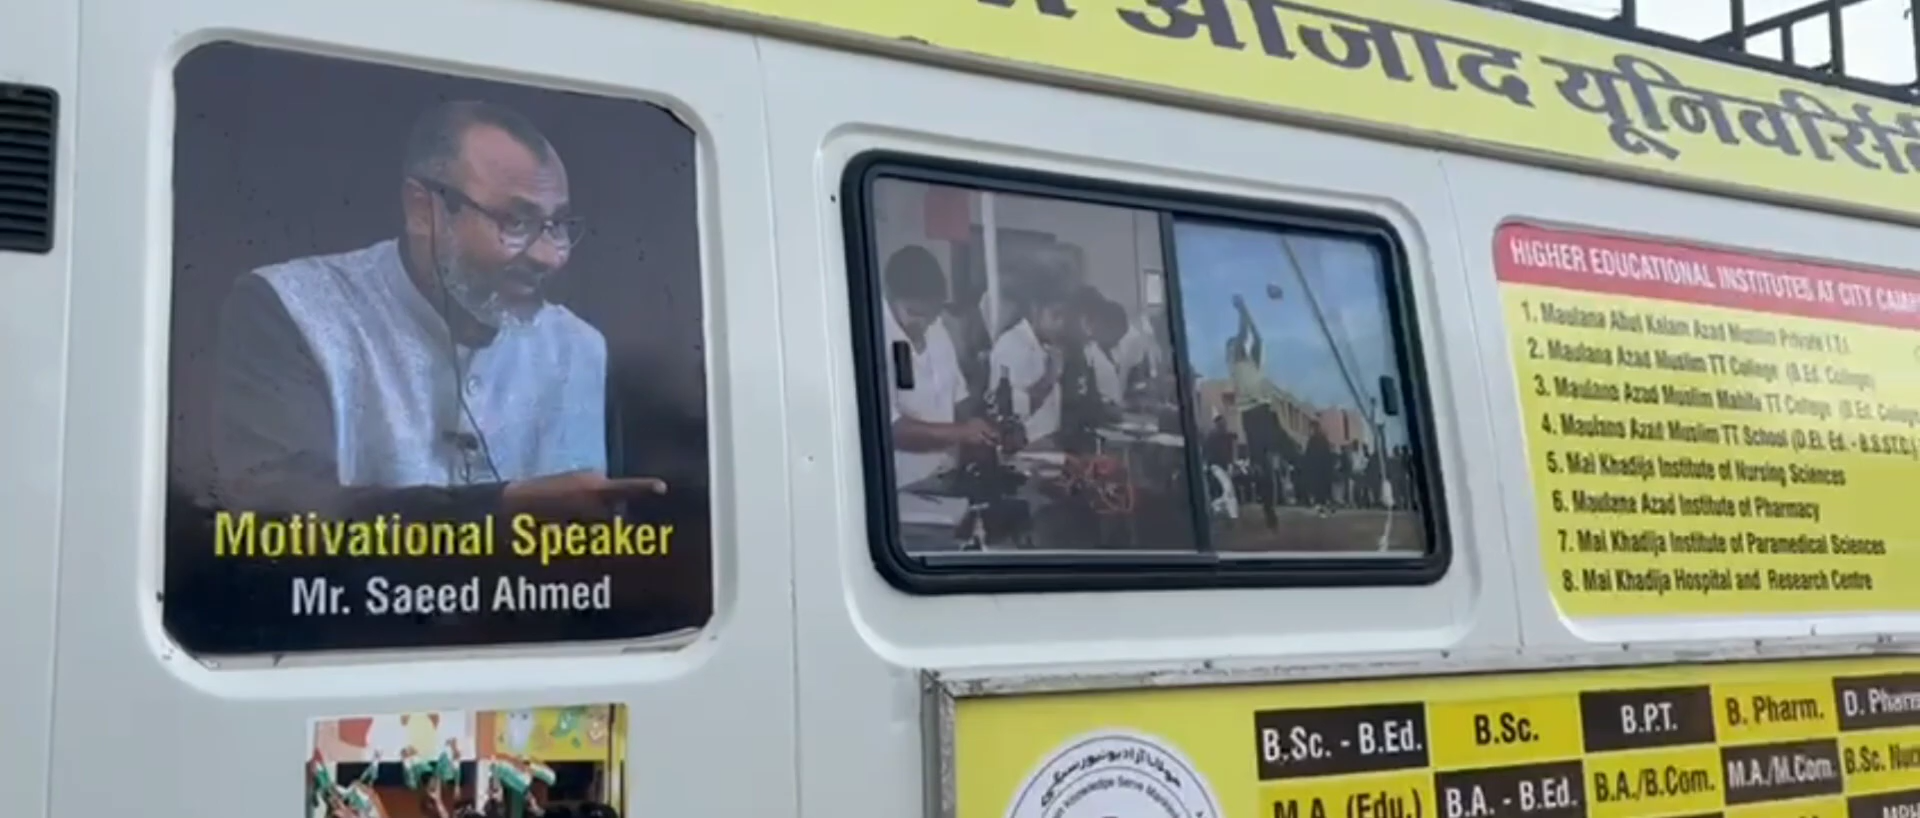 आजाद यूनिवर्सिटी
Motivational Speaker
Mr. Saeed Ahmed
HIGHER EDUCATIONAL INSTITUTES AT CITY
1. Maulana Abul Kalam Azad Muslim Private I.T.I.
2. Maulana Azad Muslim TT College (B.Ed. College)
3. Maulana Azad Muslim Mahila TT College (B.Ed. College
4. Maulana Azad Muslim TT School (D.El. Ed. - B.S.S.T.C.)
5. Mai Khadija Institute of Nursing Sciences
6. Maulana Azad Institute of Pharmacy
7. Mai Khadija Institute of Paramedical Sciences
8. Mai Khadija Hospital and Research Centre
B.Sc. - B.Ed. B.Sc. B.P.T. B. Pharm. D. Pharm
M.A. (Edu.) B.A. - B.Ed. B.A./B.Com. M.A./M.Com. B.Sc.